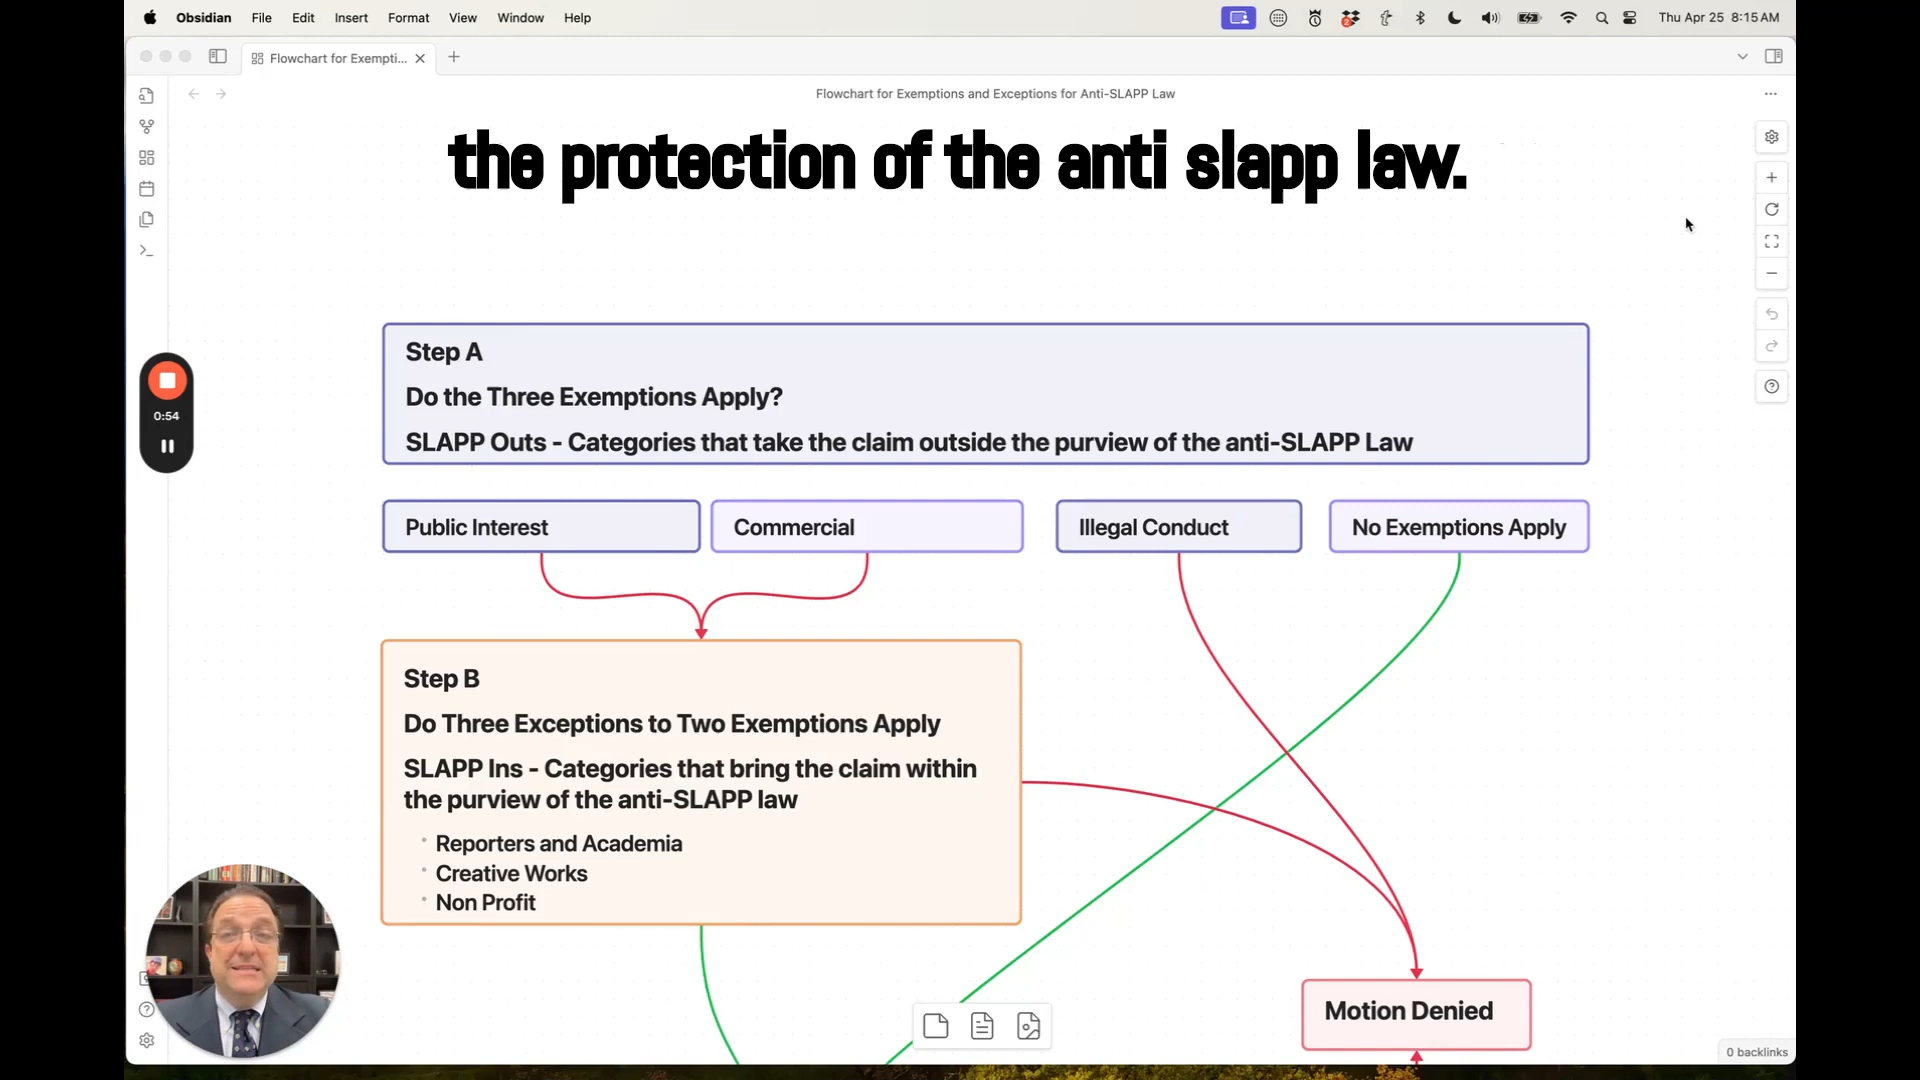 Obsidian File Edit Insert Format View Window Help
2
Thu Apr 25 8:15 AM
Flowchart for Exempti...
Flowchart for Exemptions and Exceptions for Anti-SLAPP Law
the protection of the anti slapp law.
Step A
Do the Three Exemptions Apply?
SLAPP Outs - Categories that take the claim outside the purview of the anti-SLAPP Law
0:54
Public Interest
Commercial
Illegal Conduct
No Exemptions Apply
Step B
Do Three Exceptions to Two Exemptions Apply
SLAPP Ins - Categories that bring the claim within
the purview of the anti-SLAPP law
Reporters and Academia
Creative Works
Non Profit
Motion Denied
0 backlinks